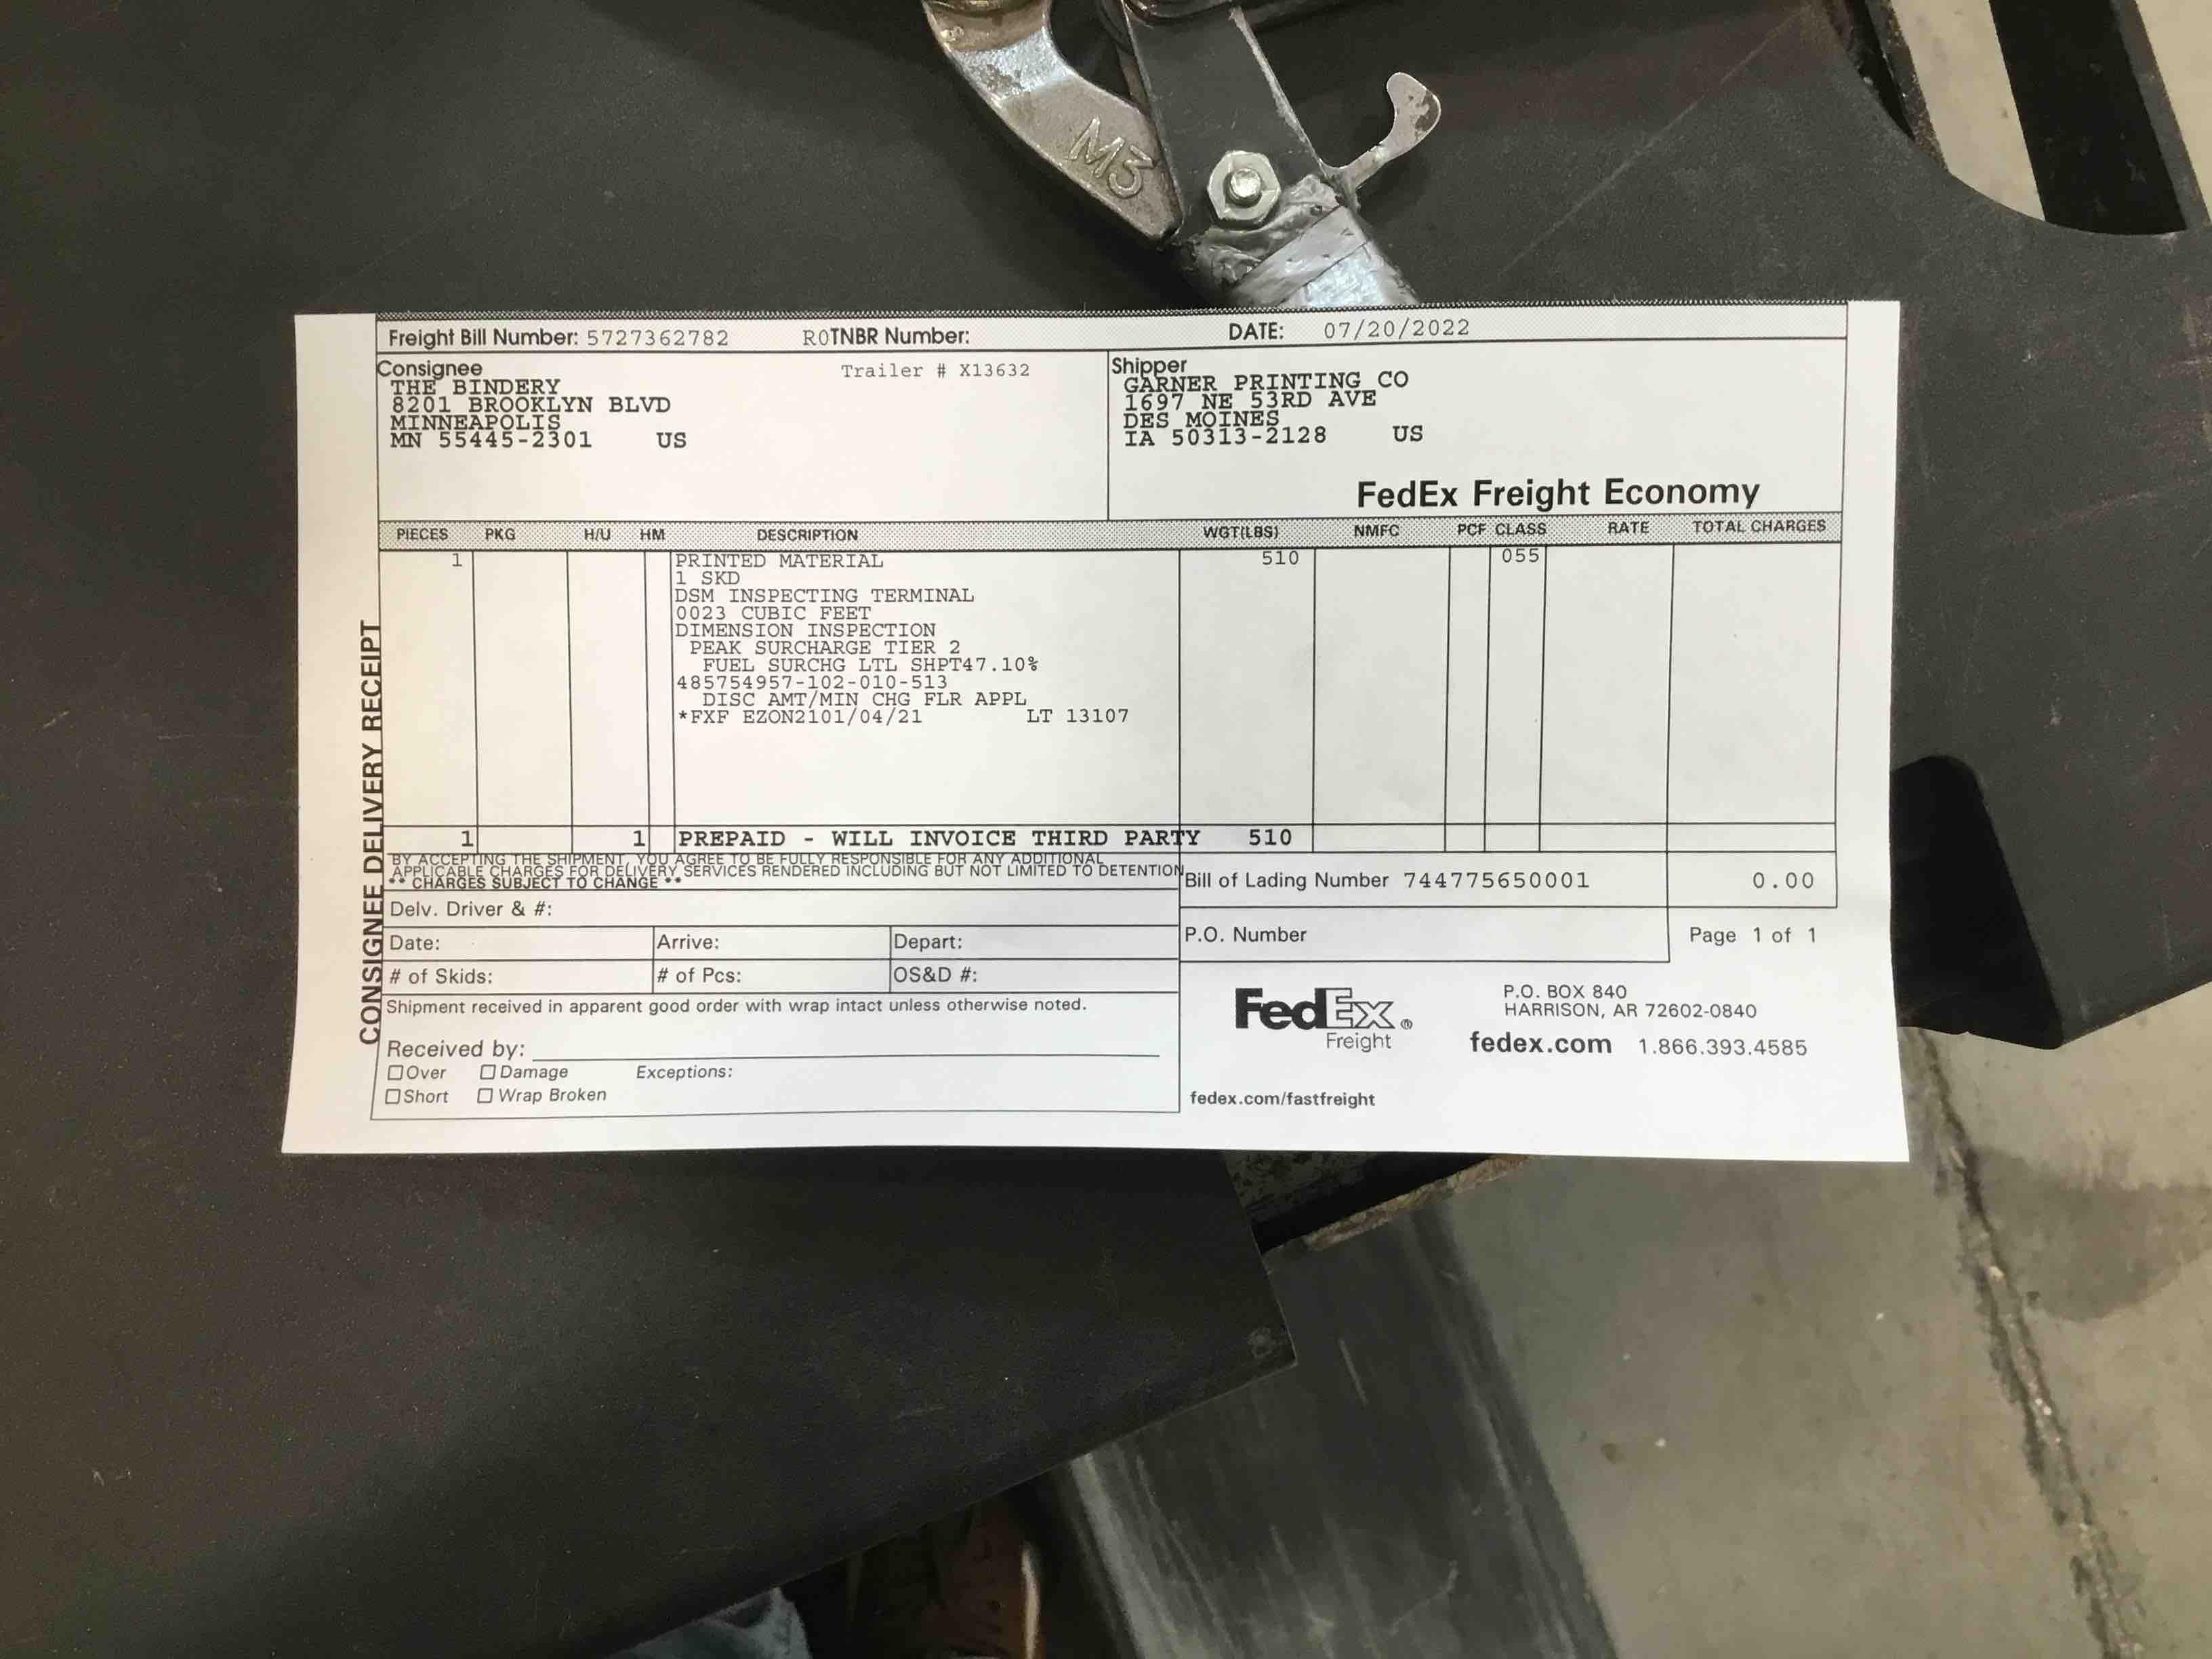 M3
Freight Bill Number: 5727362782 R0TNBR Number: DATE: 07/20/2022
Consignee Trailer # X13632
THE BINDERY
8201 BROOKLYN BLVD
MINNEAPOLIS
MN 55445-2301 US
Shipper
GARNER PRINTING CO
1697 NE 53RD AVE
DES MOINES
IA 50313-2128 US
FedEx Freight Economy
PIECES PKG H/U HM DESCRIPTION WGT(LBS) NMFC PCF CLASS RATE TOTAL CHARGES
1 PRINTED MATERIAL 510 055
1 SKD
DSM INSPECTING TERMINAL
0023 CUBIC FEET
DIMENSION INSPECTION
PEAK SURCHARGE TIER 2
FUEL SURCHG LTL SHPT47.10%
485754957-102-010-513
DISC AMT/MIN CHG FLR APPL
*FXF EZON2101/04/21 LT 13107
1 1 PREPAID - WILL INVOICE THIRD PARTY 510
BY ACCEPTING THE SHIPMENT, YOU AGREE TO BE FULLY RESPONSIBLE FOR ANY ADDITIONAL
APPLICABLE CHARGES FOR DELIVERY SERVICES RENDERED INCLUDING BUT NOT LIMITED TO DETENTION
** CHARGES SUBJECT TO CHANGE **
Bill of Lading Number 744775650001 0.00
Delv. Driver & #:
Date: Arrive: Depart:
P.O. Number Page 1 of 1
# of Skids: # of Pcs: OS&D #:
Shipment received in apparent good order with wrap intact unless otherwise noted.
Received by:
☐ Over ☐ Damage Exceptions:
☐ Short ☐ Wrap Broken
FedEx®
Freight
P.O. BOX 840
HARRISON, AR 72602-0840
fedex.com 1.866.393.4585
fedex.com/fastfreight
CONSIGNEE DELIVERY RECEIPT